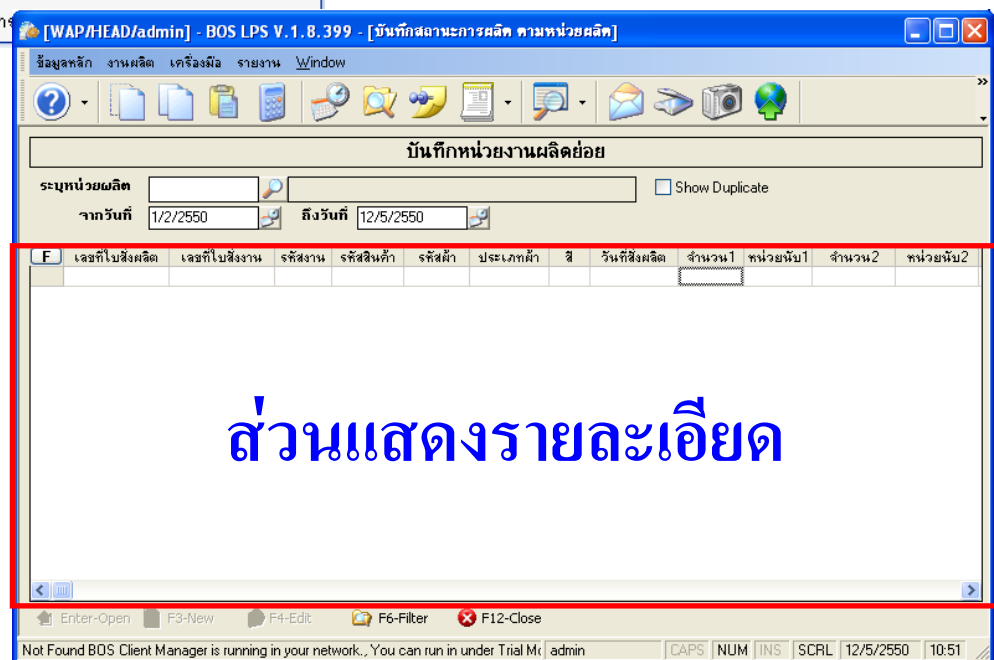 [WAP/HEAD/admin] - BOS LPS V.1.8.399 - [บันทึกสถานะการผลิต ตามหน่วยผลิต]
ข้อมูลหลัก งานผลิต เครื่องมือ รายงาน Window
บันทึกหน่วยงานผลิตย่อย
ระบุหน่วยผลิต Show Duplicate
จากวันที่ 1/2/2550 ถึงวันที่ 12/5/2550
F เลขที่ใบสั่งผลิต เลขที่ใบสั่งงาน รหัสงาน รหัสสินค้า รหัสผ้า ประเภทผ้า สี วันที่สั่งผลิต จำนวน1 หน่วยนับ1 จำนวน2 หน่วยนับ2
ส่วนแสดงรายละเอียด
Enter-Open F3-New F4-Edit F6-Filter F12-Close
Not Found BOS Client Manager is running in your network., You can run in under Trial Mo admin CAPS NUM INS SCRL 12/5/2550 10:51